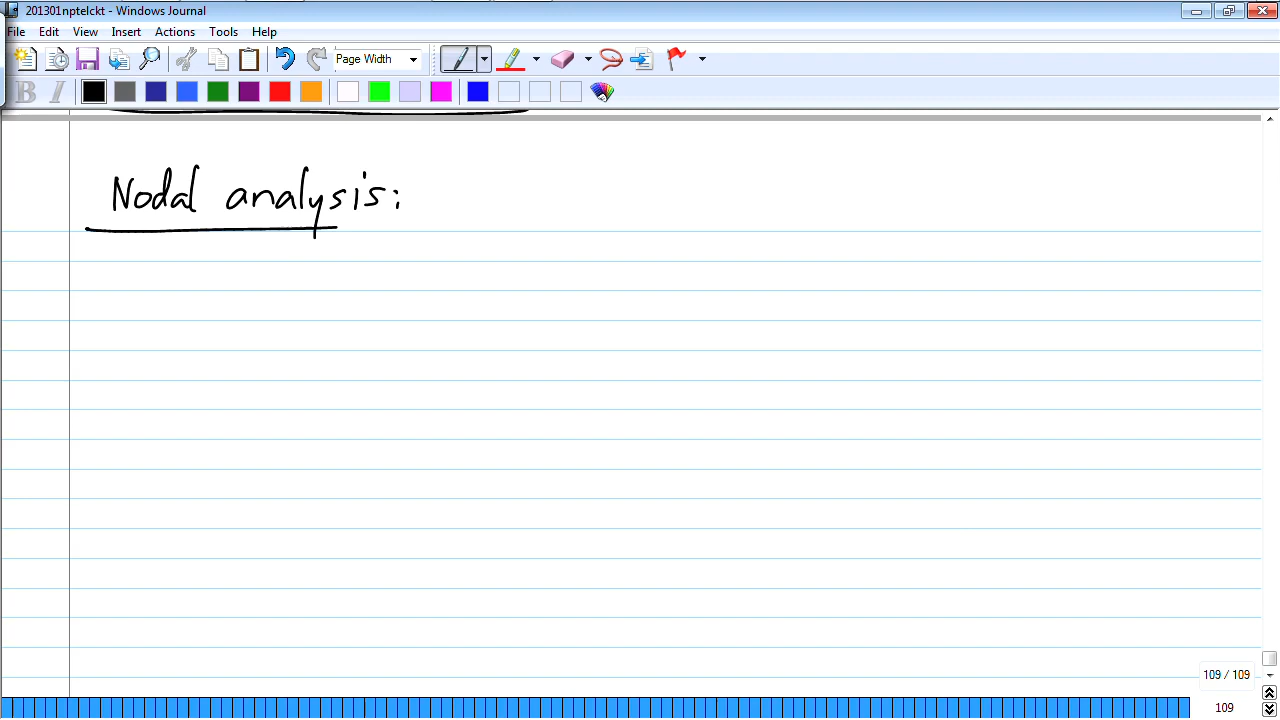 201301nptelckt - Windows Journal
File Edit View Insert Actions Tools Help
Page Width
B I
Nodal analysis:
109 / 109
109